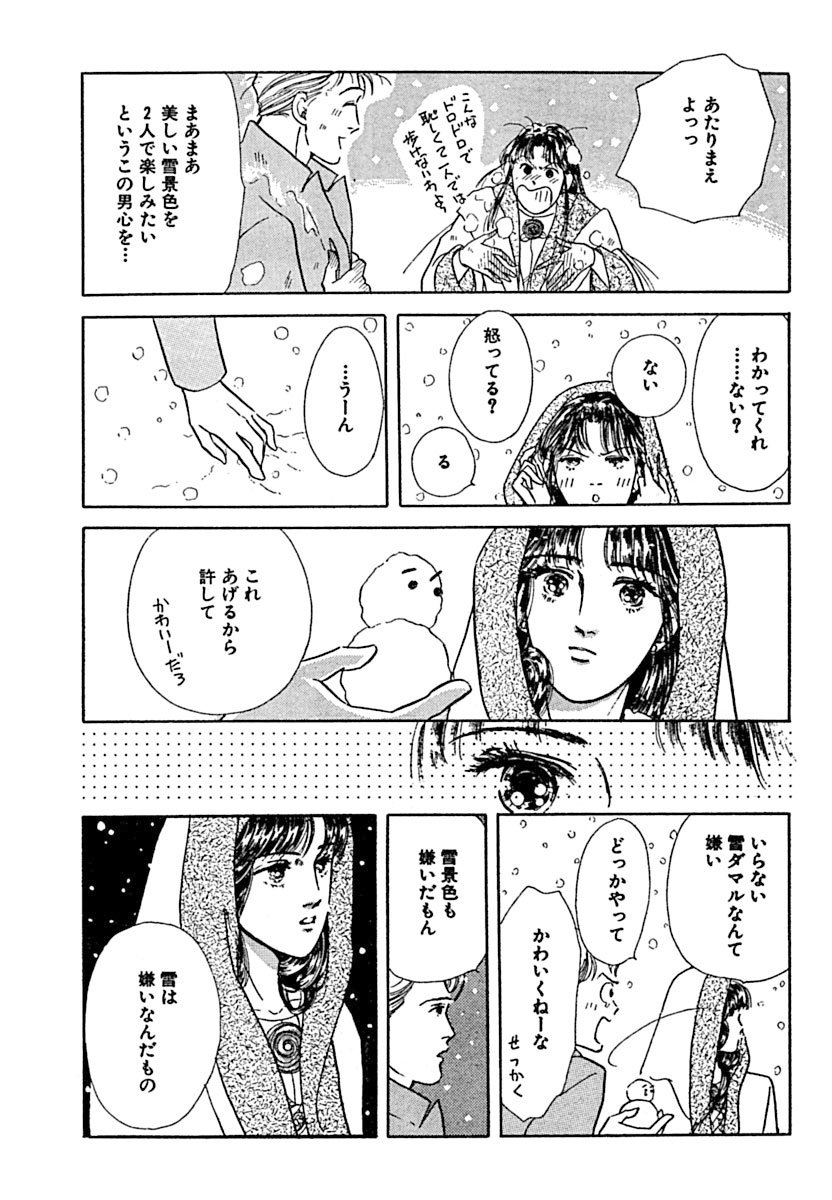 あたりまえ
よっっ
こんな
ドロドロで
恥しくて一人では
歩けないわよっ
まあまあ
美しい雪景色を
2人で楽しみたい
というこの男心を…
わかってくれ
……ない?
ない
怒ってる?
る
…うーん
これ
あげるから
許して
かわいーだろ
いらない
雪ダマルなんて
嫌い
どっかやって
かわいくねーな
せっかく
雪景色も
嫌いだもん
雪は
嫌いなんだもの